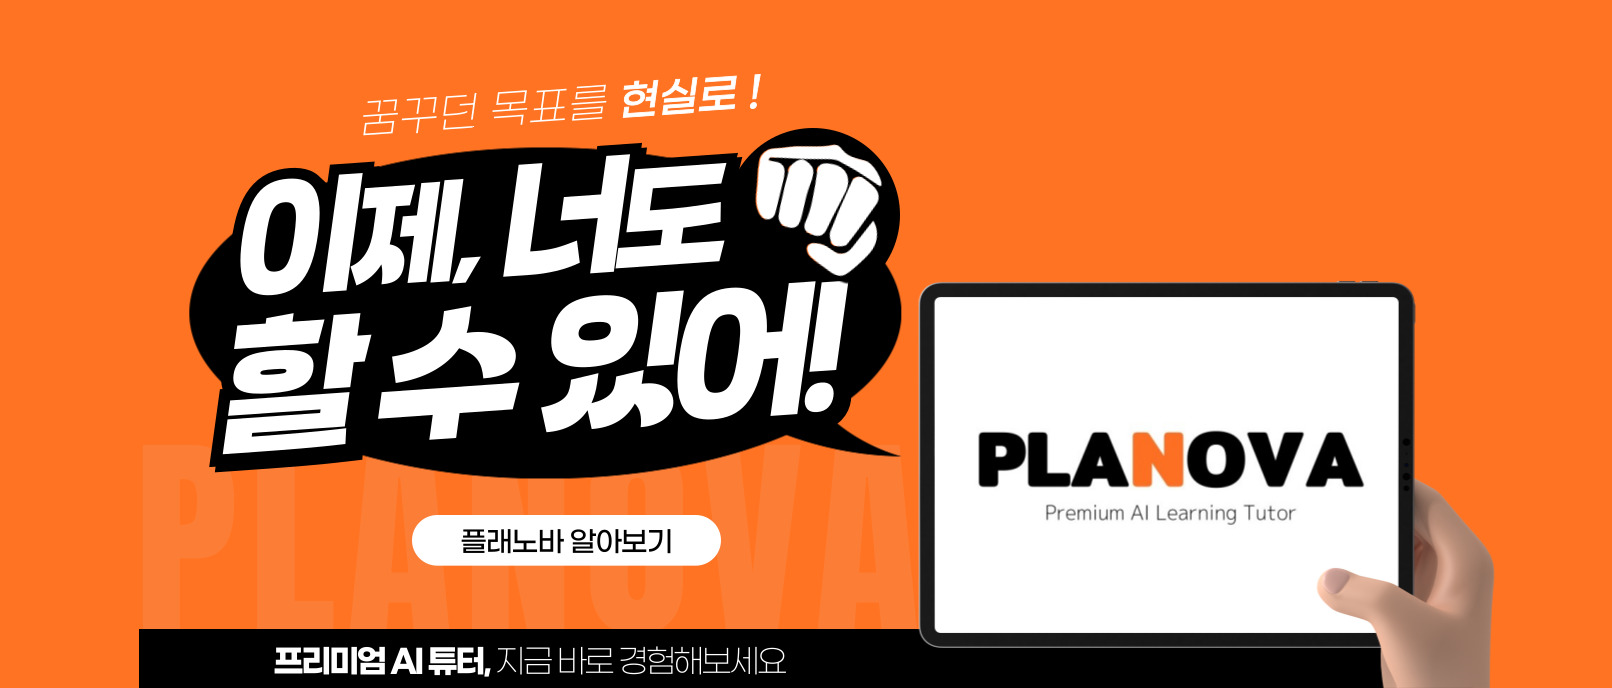 꿈꾸던 목표를 현실로 !
이제, 너도
할 수 있어!
플래노바 알아보기
PLANOVA
프리미엄 AI 튜터, 지금 바로 경험해보세요
PLANOVA
Premium AI Learning Tutor